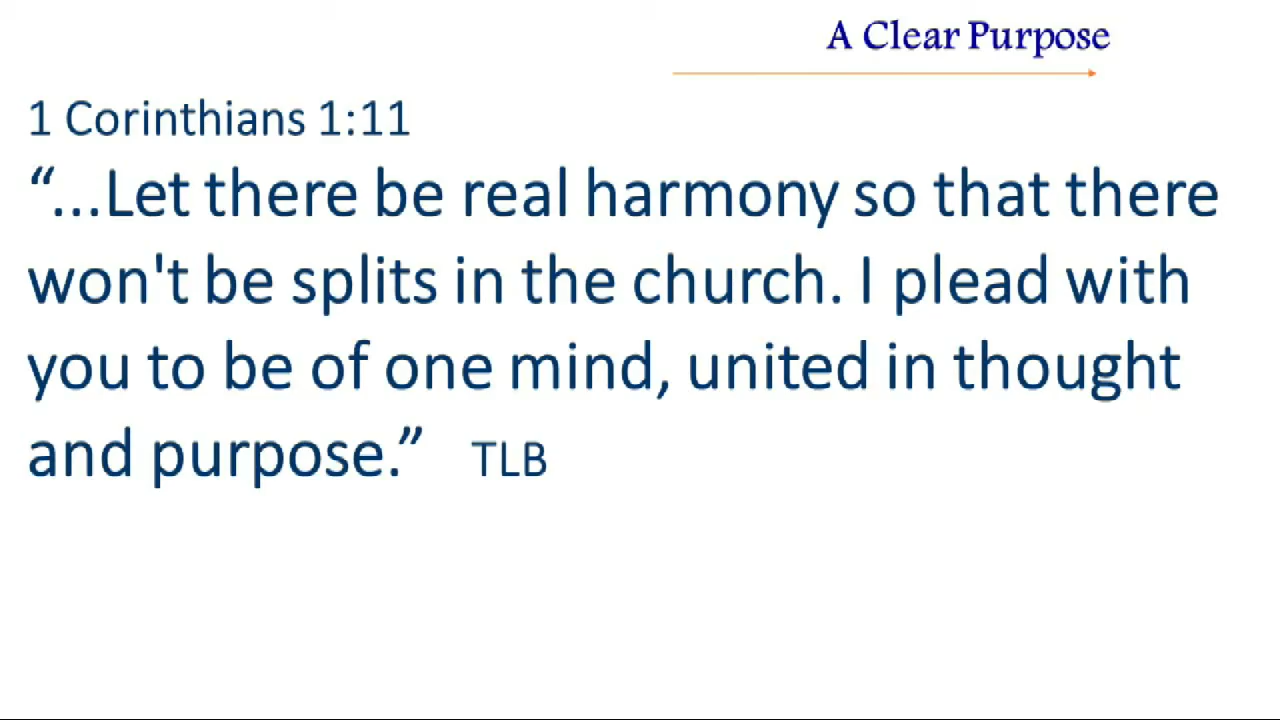 A Clear Purpose
1 Corinthians 1:11
“...Let there be real harmony so that there
won't be splits in the church. I plead with
you to be of one mind, united in thought
and purpose.” TLB